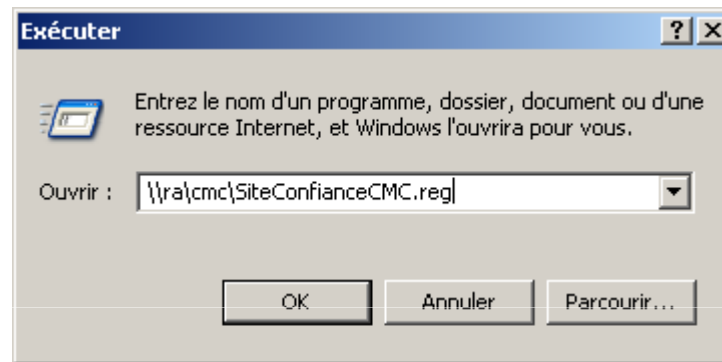 Exécuter
Entrez le nom d'un programme, dossier, document ou d'une
ressource Internet, et Windows l'ouvrira pour vous.
Ouvrir : \\ra\cmc\SiteConfianceCMC.reg
OK Annuler Parcourir...